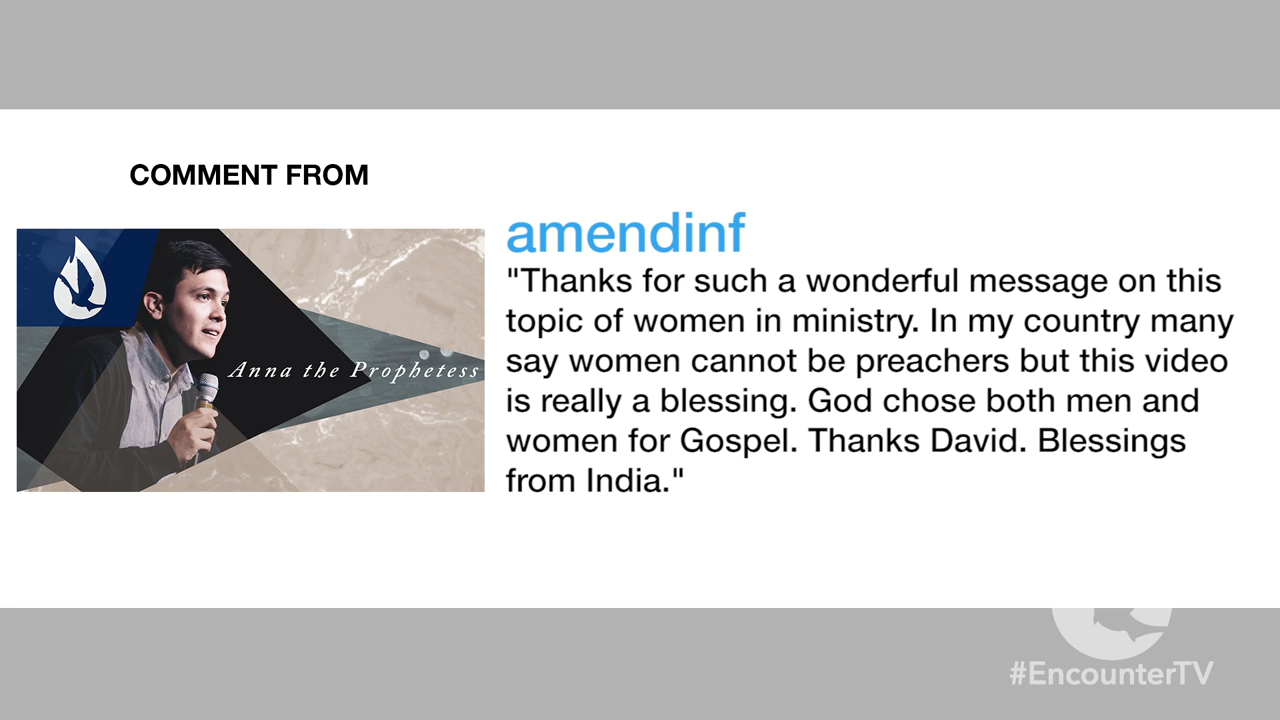 COMMENT FROM
Anna the Prophetess
amendinf
"Thanks for such a wonderful message on this
topic of women in ministry. In my country many
say women cannot be preachers but this video
is really a blessing. God chose both men and
women for Gospel. Thanks David. Blessings
from India."
#EncounterTV